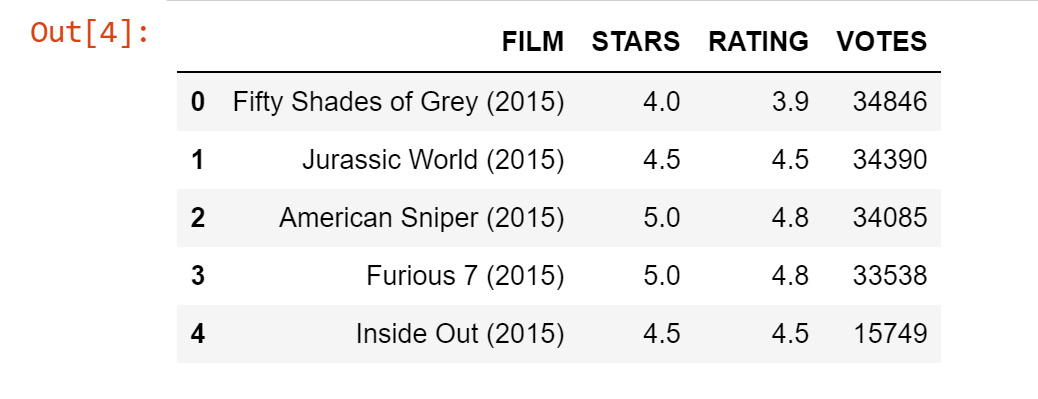 Out[4]:
FILM STARS RATING VOTES
0 Fifty Shades of Grey (2015) 4.0 3.9 34846
1 Jurassic World (2015) 4.5 4.5 34390
2 American Sniper (2015) 5.0 4.8 34085
3 Furious 7 (2015) 5.0 4.8 33538
4 Inside Out (2015) 4.5 4.5 15749